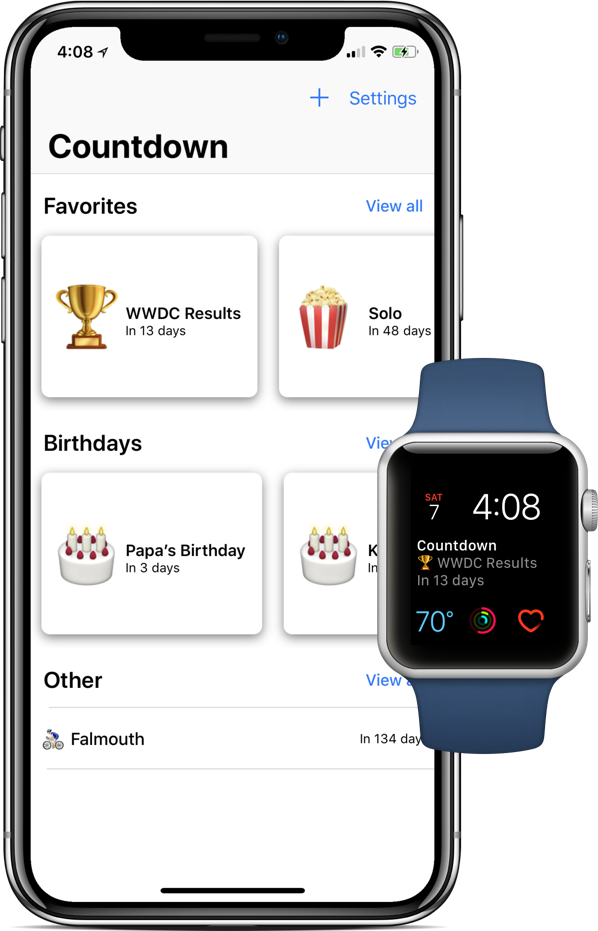 4:08
+ Settings
Countdown
Favorites View all
WWDC Results
In 13 days
Solo
In 48 days
Birthdays
Papa's Birthday
In 3 days
K
In
SAT
7
4:08
Countdown
WWDC Results
In 13 days
70°
Other View
Falmouth In 134 day